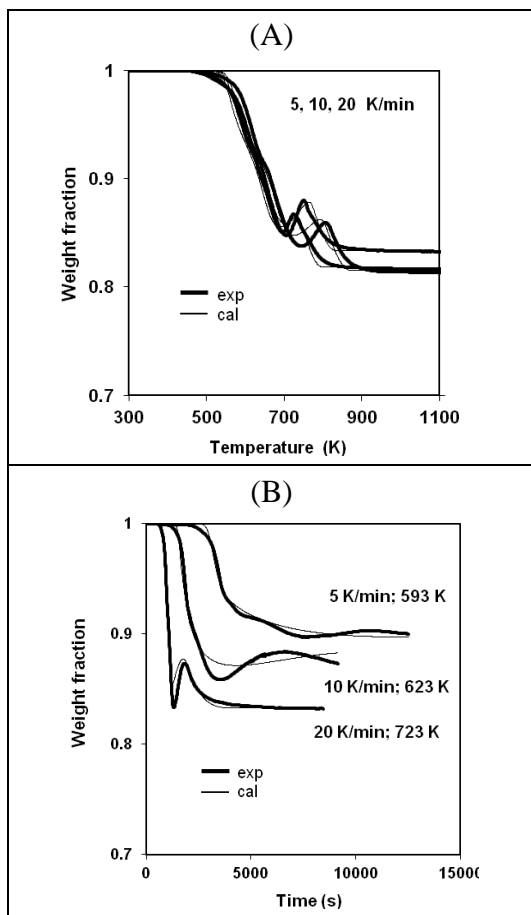 (A)
1
0.9
0.8
0.7
Weight fraction
5, 10, 20 K/min
exp
cal
300 500 700 900 1100
Temperature (K)
(B)
1
0.9
0.8
0.7
Weight fraction
5 K/min; 593 K
10 K/min; 623 K
20 K/min; 723 K
exp
cal
0 5000 10000 15000
Time (s)